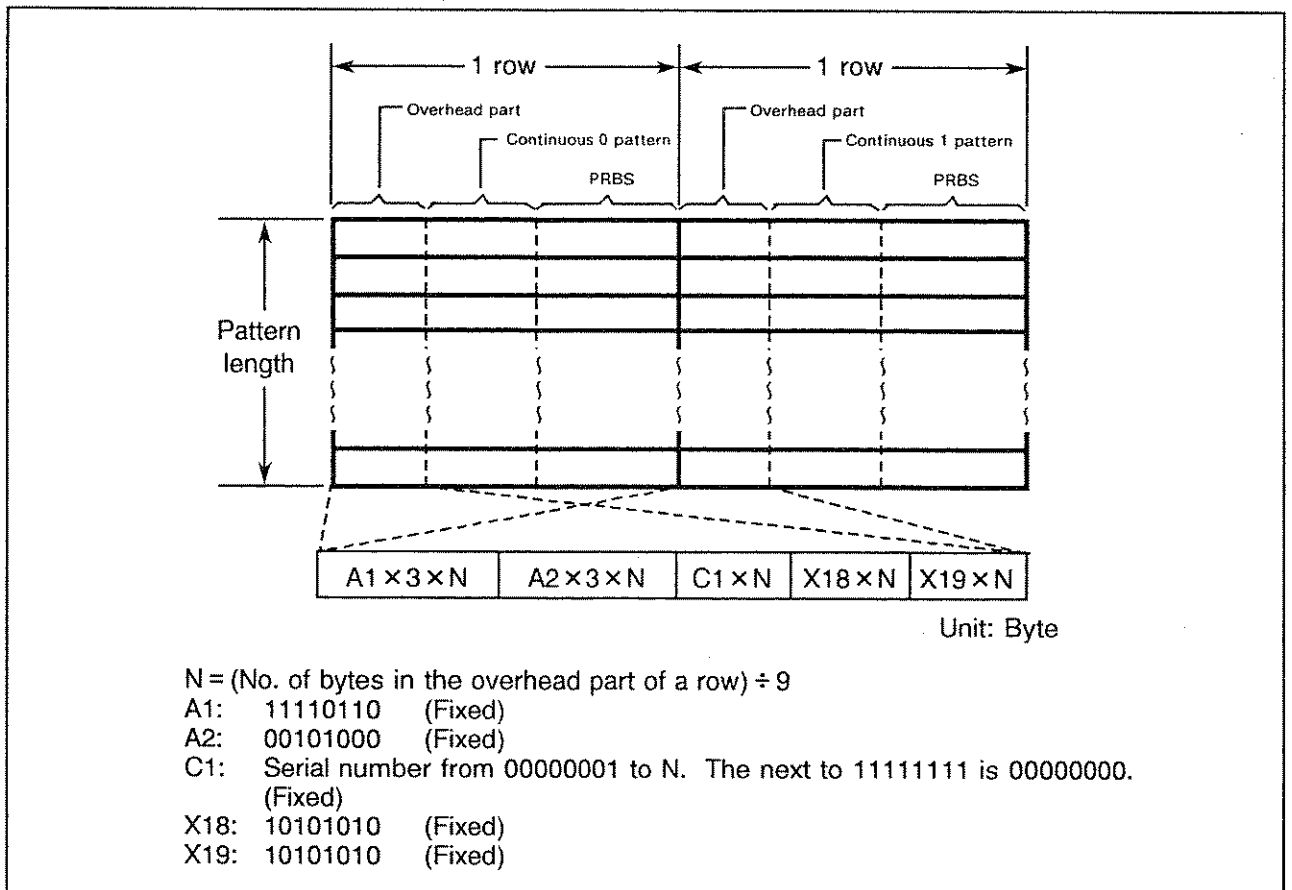 1 row 1 row
Overhead part Overhead part
Continuous 0 pattern Continuous 1 pattern
PRBS PRBS
Pattern
length
A1×3×N A2×3×N C1×N X18×N X19×N
Unit: Byte
N = (No. of bytes in the overhead part of a row) ÷ 9
A1: 11110110 (Fixed)
A2: 00101000 (Fixed)
C1: Serial number from 00000001 to N. The next to 11111111 is 00000000.
(Fixed)
X18: 10101010 (Fixed)
X19: 10101010 (Fixed)